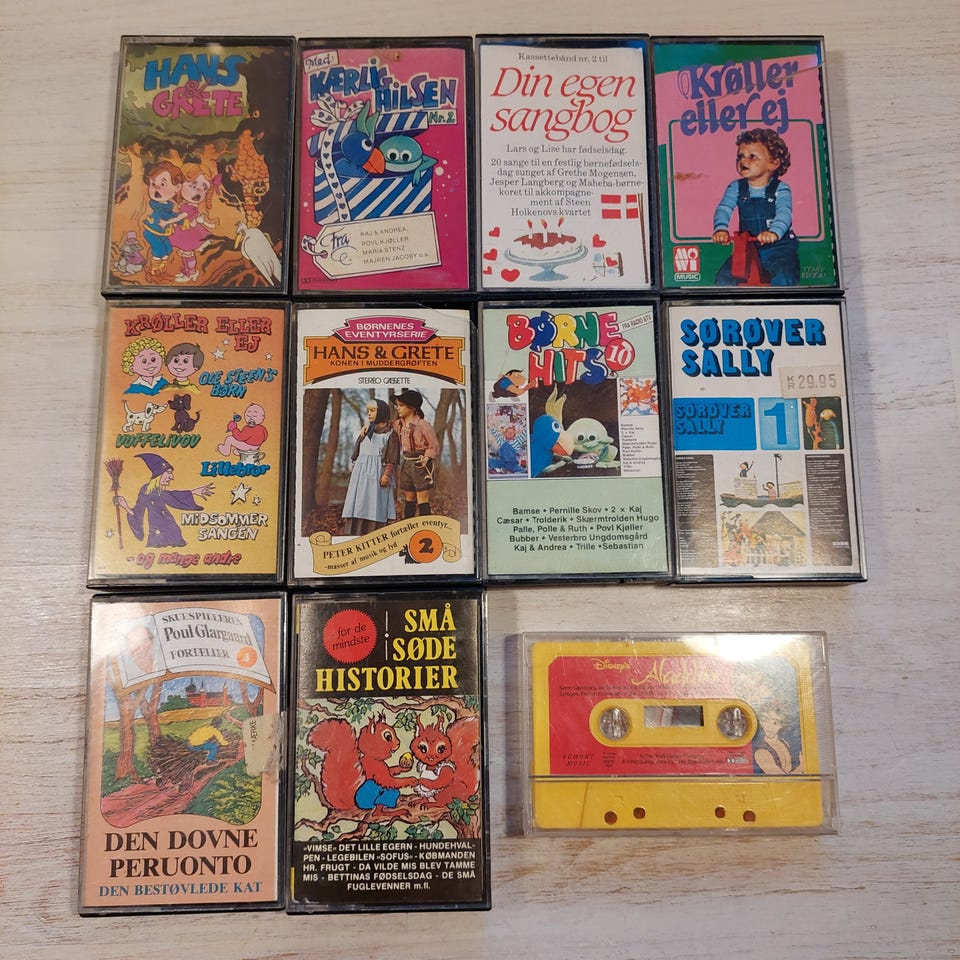 HANS
&
GRETE
Med
KÆRLIG
HILSEN
Nr. 2
Fra
KAJ & ANDREA,
POVL KJØLLER
MARIA STENZ
MAJKEN JACOBY o.a.
Kassettebånd nr. 2 til
Din egen
sangbog
Lars og Lise har fødselsdag.
20 sange til en festlig børnefødsels-
dag sunget af Grethe Mogensen,
Jesper Langberg og Maheba-børne-
koret til akkompagne-
ment af Steen
Holkenovs kvartet
Krøller
eller ej
MOWI
MUSIC
KRØLLER ELLER
EJ
OLE STEEN'S
BØRN
VUFFELIVOV
Lillebror
MIDSOMMER
SANGEN
- og mange andre
BØRNENES
EVENTYRSERIE
HANS & GRETE
KONEN I MUDDERGRØFTEN
STEREO CASSETTE
PETER KITTER fortæller eventyr...
-masser af musik og lyd
2
BØRNE
HITS
10
FRA RADIO &TV
Bamse • Pernille Skov • 2 x Kaj
Cæsar • Trolderik • Skærmtrolden Hugo
Palle, Polle & Ruth • Povl Kjøller
Bubber • Vesterbro Ungdomsgård
Kaj & Andrea • Trille • Sebastian
SØRØVER
SALLY
KR 29.95
SØRØVER
SALLY
1
SKUESPILLEREN
Poul Glargaard
FORTÆLLER
4
DEN DOVNE
PERUONTO
DEN BESTØVLEDE KAT
for de
mindste
SMÅ
SØDE
HISTORIER
»VIMSE« DET LILLE EGERN - HUNDEHVAL-
PEN - LEGEBILEN »SOFUS« - KØBMANDEN
HR. FRUGT - DA VILDE MIS BLEV TAMME
MIS - BETTINAS FØDSELSDAG - DE SMÅ
FUGLEVENNER m.fl.
Disney's
Aladdin
EGMONT
MUSIC